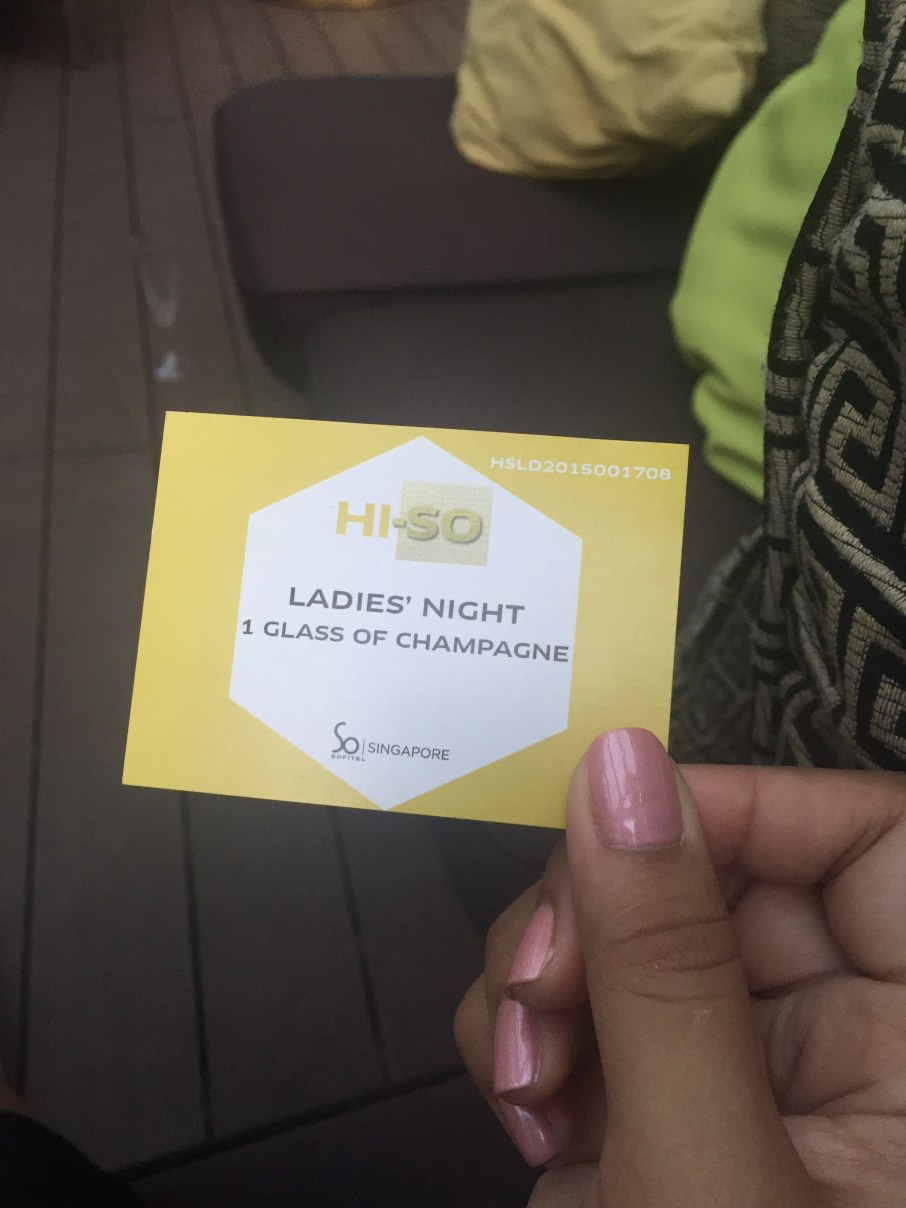 HSLD2015001708
HI-SO
LADIES' NIGHT
1 GLASS OF CHAMPAGNE
So | SINGAPORE
SOFITEL